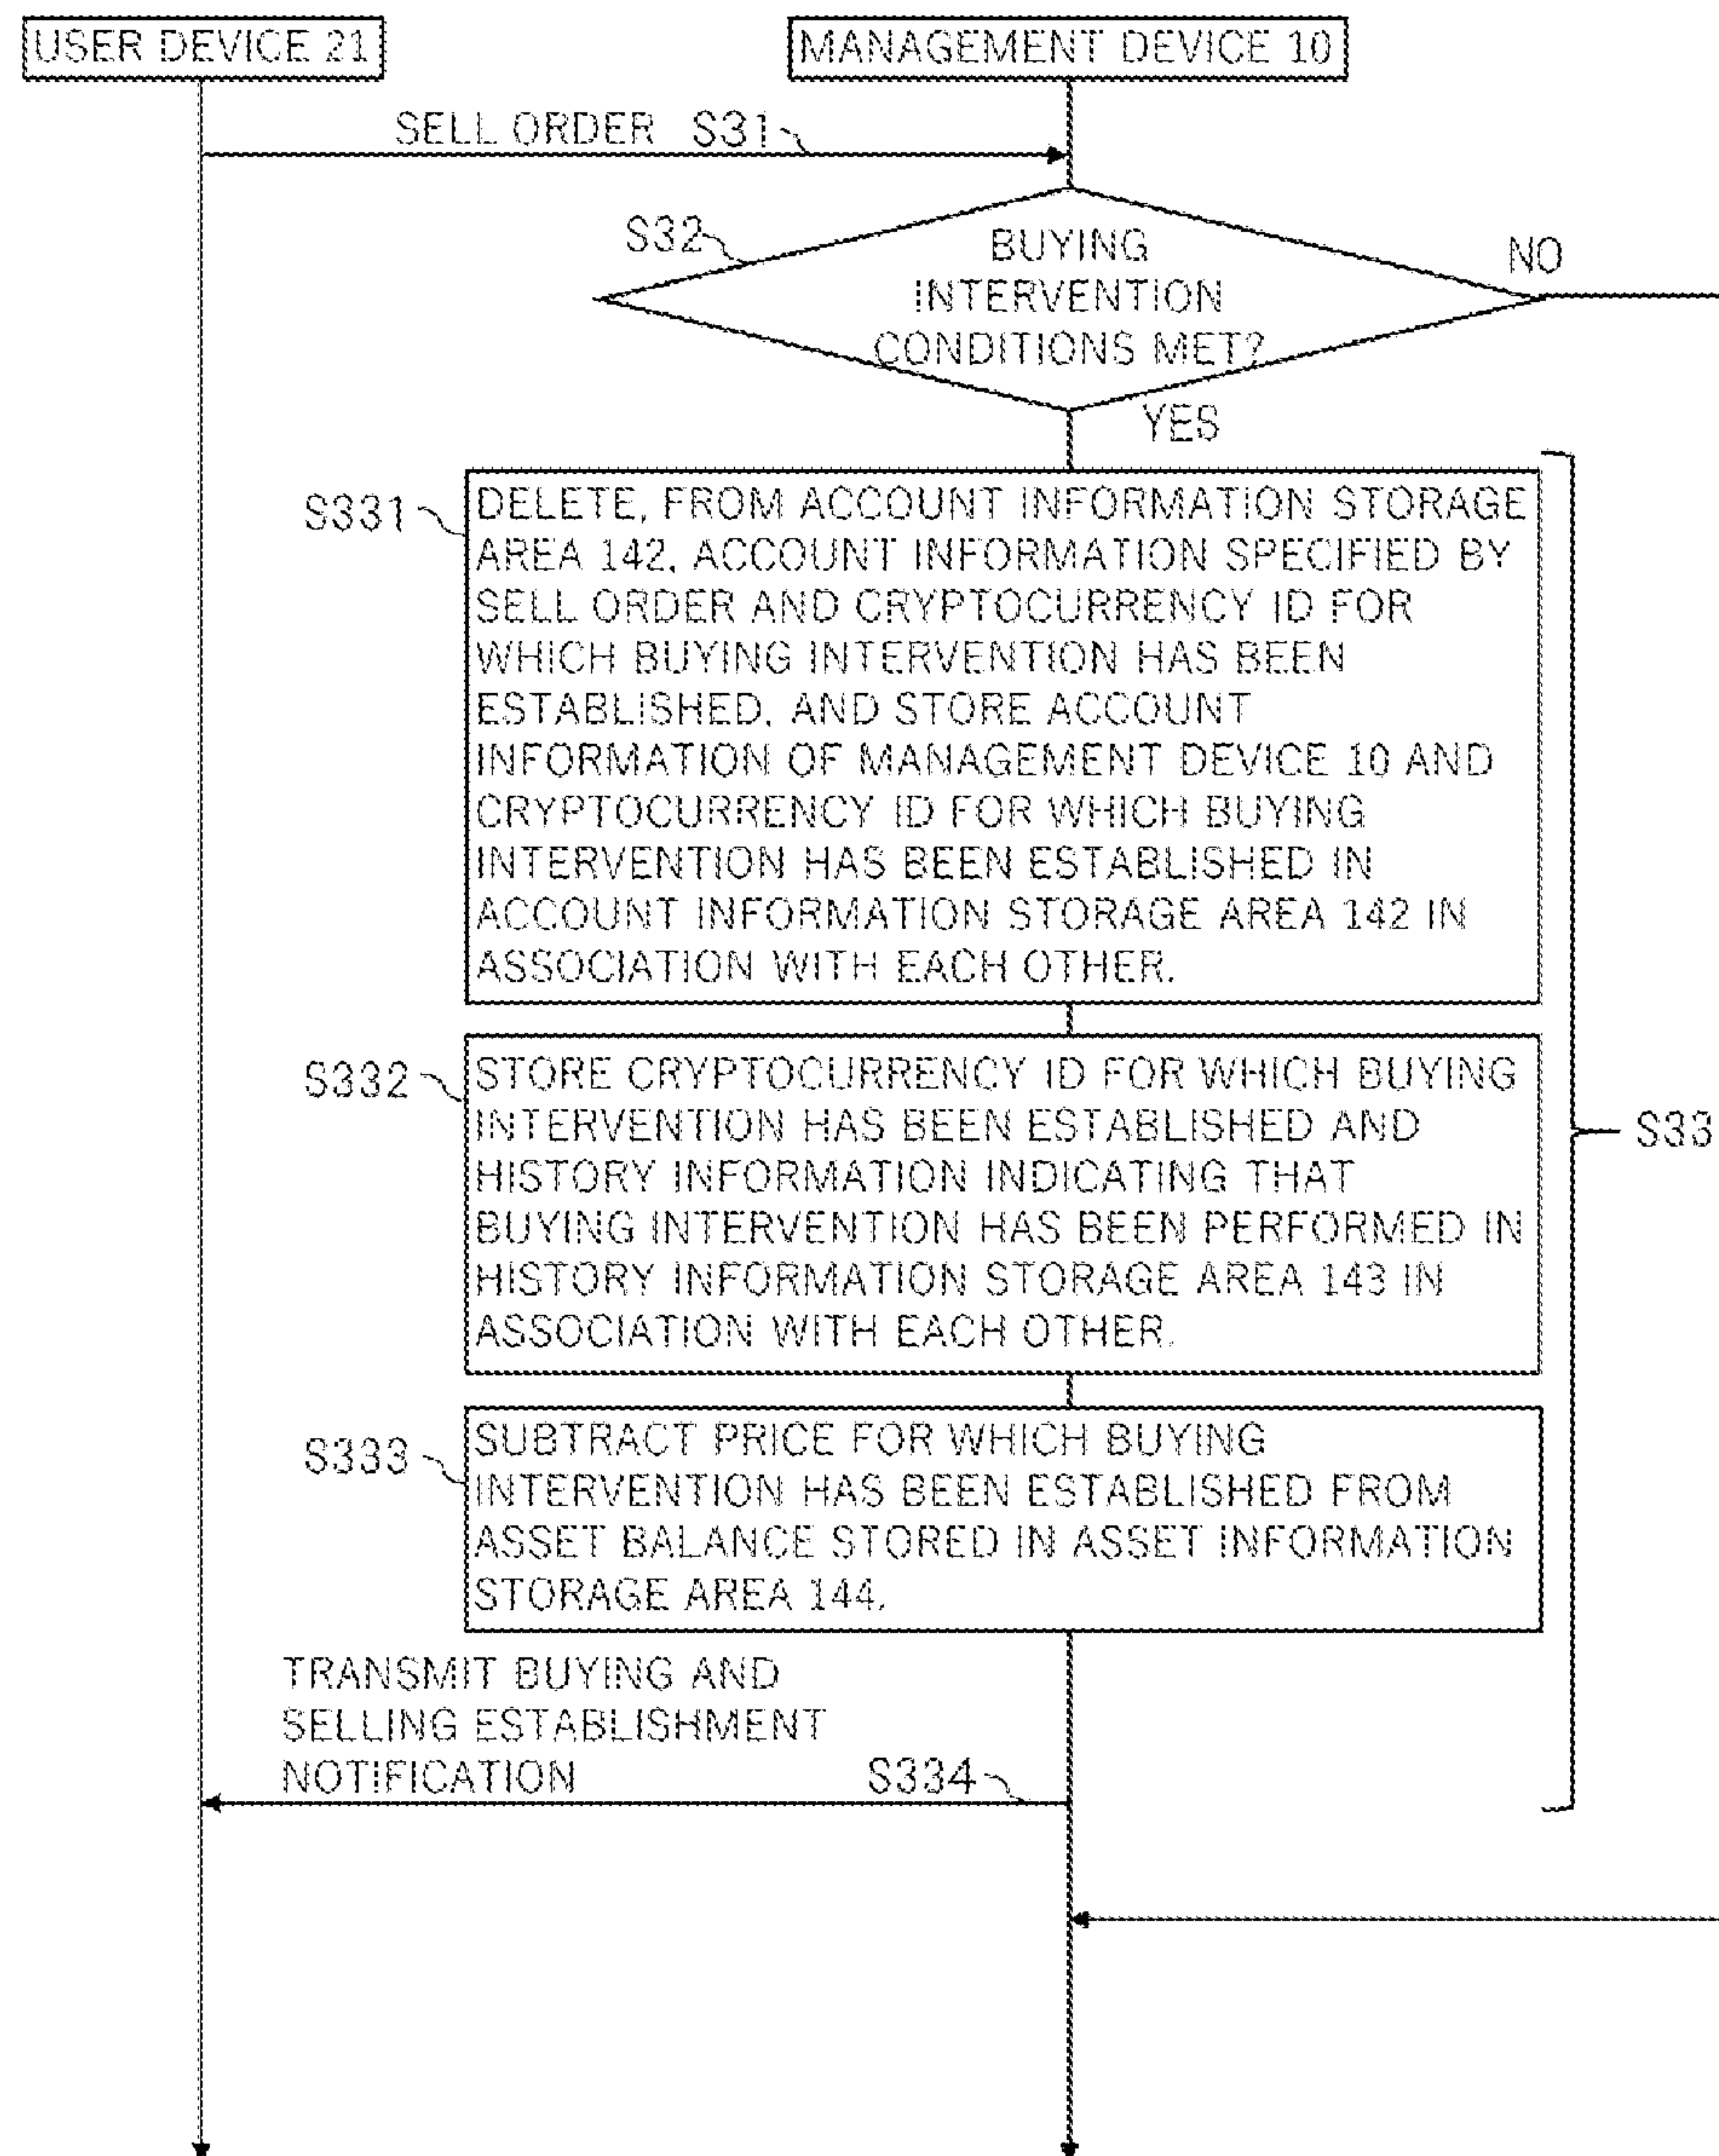 USER DEVICE 21
MANAGEMENT DEVICE 10
SELL ORDER S31
S32
BUYING
INTERVENTION
CONDITIONS MET?
NO
YES
S331
DELETE, FROM ACCOUNT INFORMATION STORAGE
AREA 142, ACCOUNT INFORMATION SPECIFIED BY
SELL ORDER AND CRYPTOCURRENCY ID FOR
WHICH BUYING INTERVENTION HAS BEEN
ESTABLISHED, AND STORE ACCOUNT
INFORMATION OF MANAGEMENT DEVICE 10 AND
CRYPTOCURRENCY ID FOR WHICH BUYING
INTERVENTION HAS BEEN ESTABLISHED IN
ACCOUNT INFORMATION STORAGE AREA 142 IN
ASSOCIATION WITH EACH OTHER.
S332
STORE CRYPTOCURRENCY ID FOR WHICH BUYING
INTERVENTION HAS BEEN ESTABLISHED AND
HISTORY INFORMATION INDICATING THAT
BUYING INTERVENTION HAS BEEN PERFORMED IN
HISTORY INFORMATION STORAGE AREA 143 IN
ASSOCIATION WITH EACH OTHER.
S33
S333
SUBTRACT PRICE FOR WHICH BUYING
INTERVENTION HAS BEEN ESTABLISHED FROM
ASSET BALANCE STORED IN ASSET INFORMATION
STORAGE AREA 144.
TRANSMIT BUYING AND
SELLING ESTABLISHMENT
NOTIFICATION
S334